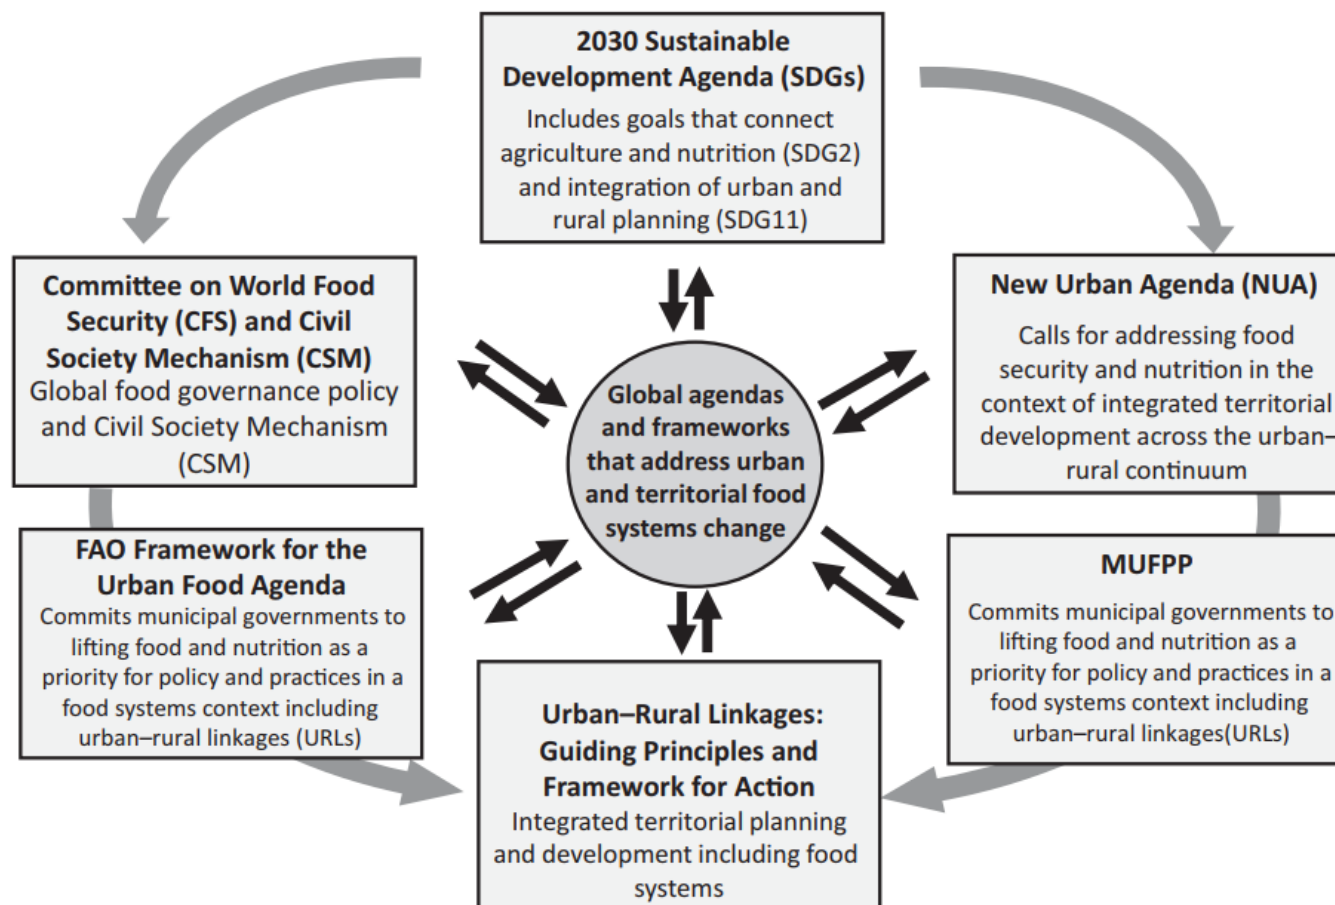 2030 Sustainable
Development Agenda (SDGs)
Includes goals that connect
agriculture and nutrition (SDG2)
and integration of urban and
rural planning (SDG11)
Committee on World Food
Security (CFS) and Civil
Society Mechanism (CSM)
Global food governance policy
and Civil Society Mechanism
(CSM)
New Urban Agenda (NUA)
Calls for addressing food
security and nutrition in the
context of integrated territorial
development across the urban–
rural continuum
Global agendas
and frameworks
that address urban
and territorial food
systems change
FAO Framework for the
Urban Food Agenda
Commits municipal governments to
lifting food and nutrition as a
priority for policy and practices in a
food systems context including
urban–rural linkages (URLs)
MUFPP
Commits municipal governments to
lifting food and nutrition as a
priority for policy and practices in a
food systems context including
urban–rural linkages(URLs)
Urban–Rural Linkages:
Guiding Principles and
Framework for Action
Integrated territorial planning
and development including food
systems